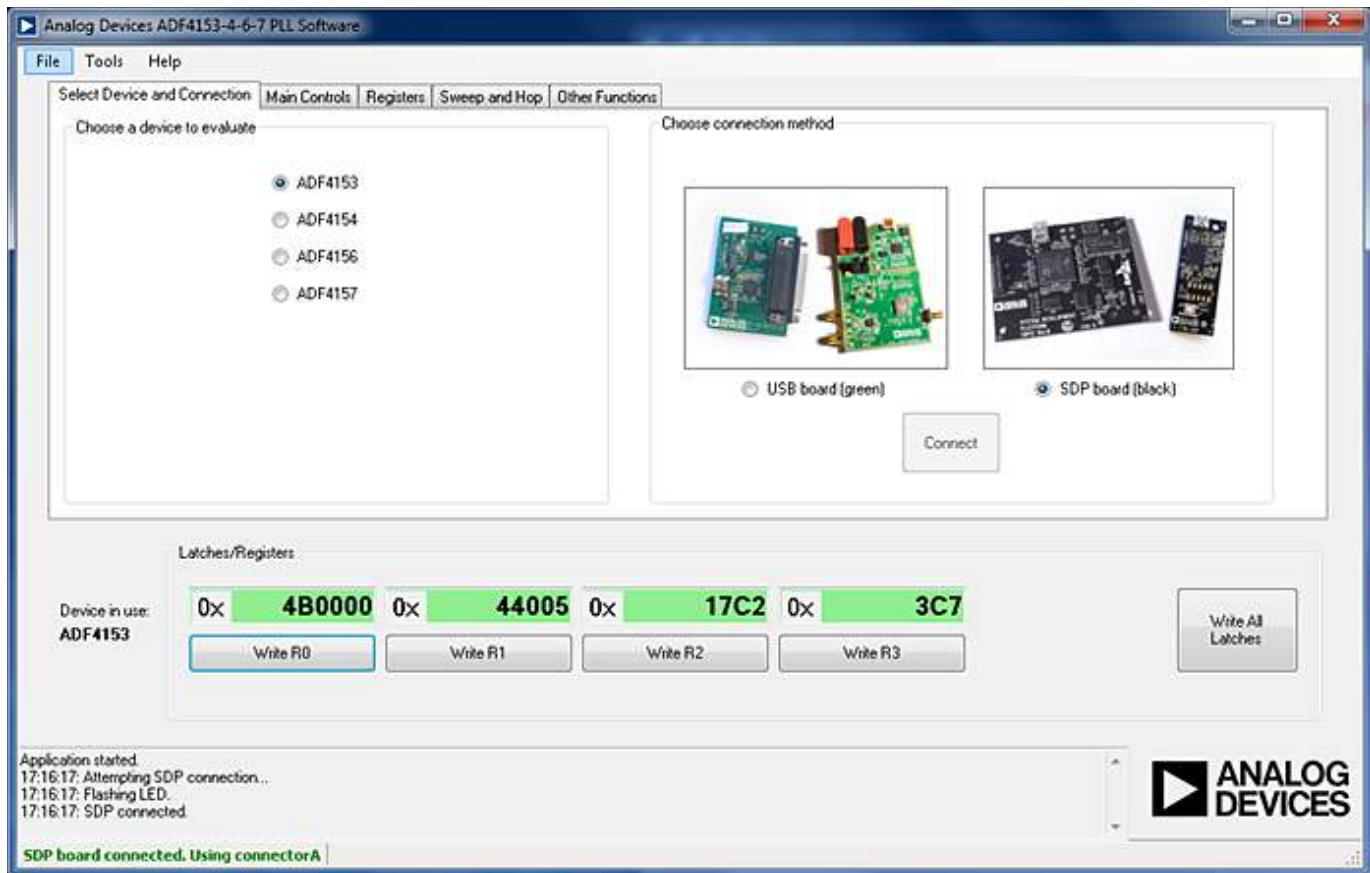 Analog Devices ADF4153-4-6-7 PLL Software
File Tools Help
Select Device and Connection Main Controls Registers Sweep and Hop Other Functions
Choose a device to evaluate
ADF4153
ADF4154
ADF4156
ADF4157
Choose connection method
USB board (green)
SDP board (black)
Connect
Latches/Registers
Device in use:
ADF4153
0x 4B0000 0x 44005 0x 17C2 0x 3C7
Write R0 Write R1 Write R2 Write R3
Write All
Latches
Application started.
17:16:17: Attempting SDP connection...
17:16:17: Flashing LED.
17:16:17: SDP connected.
ANALOG
DEVICES
SDP board connected. Using connectorA